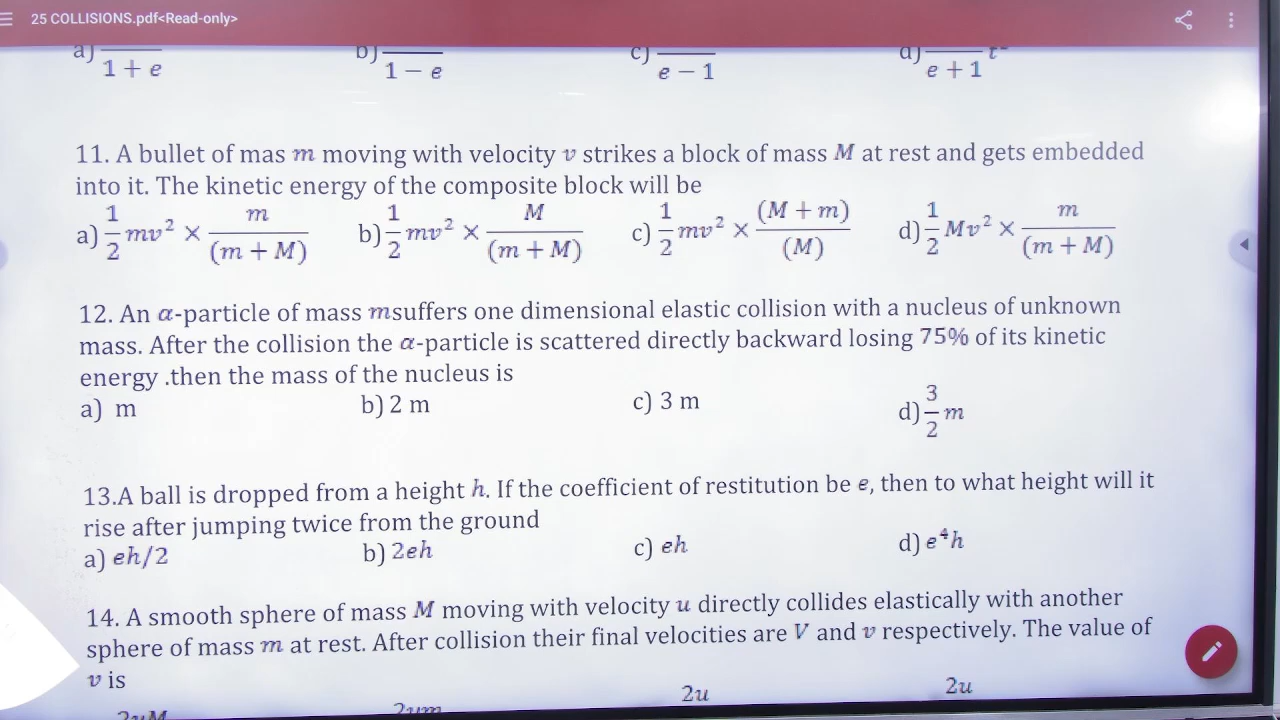 25 COLLISIONS.pdf<Read-only>
a) 1 + e b) 1 − e c) e − 1 d) e + 1
11. A bullet of mas m moving with velocity v strikes a block of mass M at rest and gets embedded
into it. The kinetic energy of the composite block will be
a) 1/2 mv² × m/(m + M) b) 1/2 mv² × M/(m + M) c) 1/2 mv² × (M + m)/(M) d) 1/2 Mv² × m/(m + M)
12. An α-particle of mass msuffers one dimensional elastic collision with a nucleus of unknown
mass. After the collision the α-particle is scattered directly backward losing 75% of its kinetic
energy .then the mass of the nucleus is
a) m b) 2 m c) 3 m d) 3/2 m
13.A ball is dropped from a height h. If the coefficient of restitution be e, then to what height will it
rise after jumping twice from the ground
a) eh/2 b) 2eh c) eh d) e⁴h
14. A smooth sphere of mass M moving with velocity u directly collides elastically with another
sphere of mass m at rest. After collision their final velocities are V and v respectively. The value of
v is
2uM 2um 2u 2u